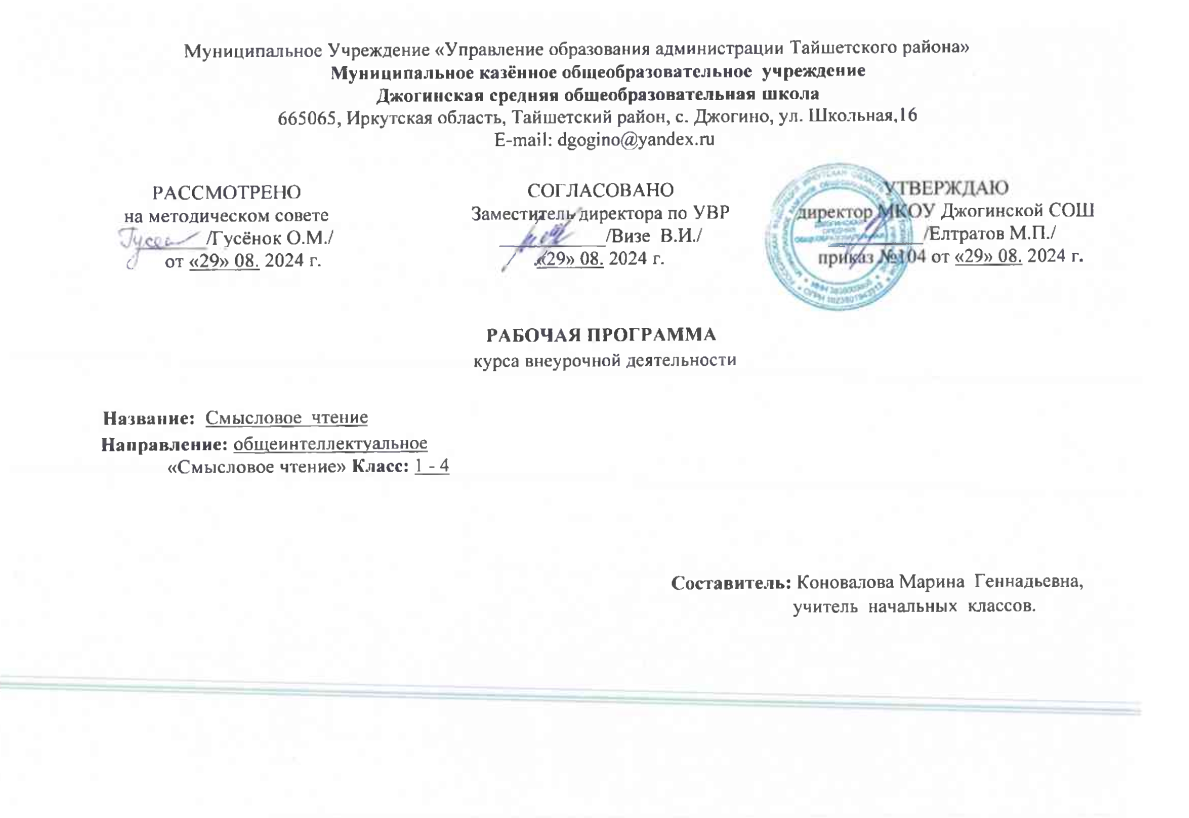 Муниципальное Учреждение «Управление образования администрации Тайшетского района»
Муниципальное казённое общеобразовательное учреждение
Джогинская средняя общеобразовательная школа
665065, Иркутская область, Тайшетский район, с. Джогино, ул. Школьная,16
E-mail: dgogino@yandex.ru
РАССМОТРЕНО
на методическом совете
/Гусёнок О.М./
от «29» 08. 2024 г.
СОГЛАСОВАНО
Заместитель директора по УВР
/Визе В.И./
«29» 08. 2024 г.
УТВЕРЖДАЮ
директор МКОУ Джогинской СОШ
/Елтратов М.П./
приказ №104 от «29» 08. 2024 г.
РАБОЧАЯ ПРОГРАММА
курса внеурочной деятельности
Название: Смысловое чтение
Направление: общеинтеллектуальное
«Смысловое чтение» Класс: 1 - 4
Составитель: Коновалова Марина Геннадьевна,
учитель начальных классов.